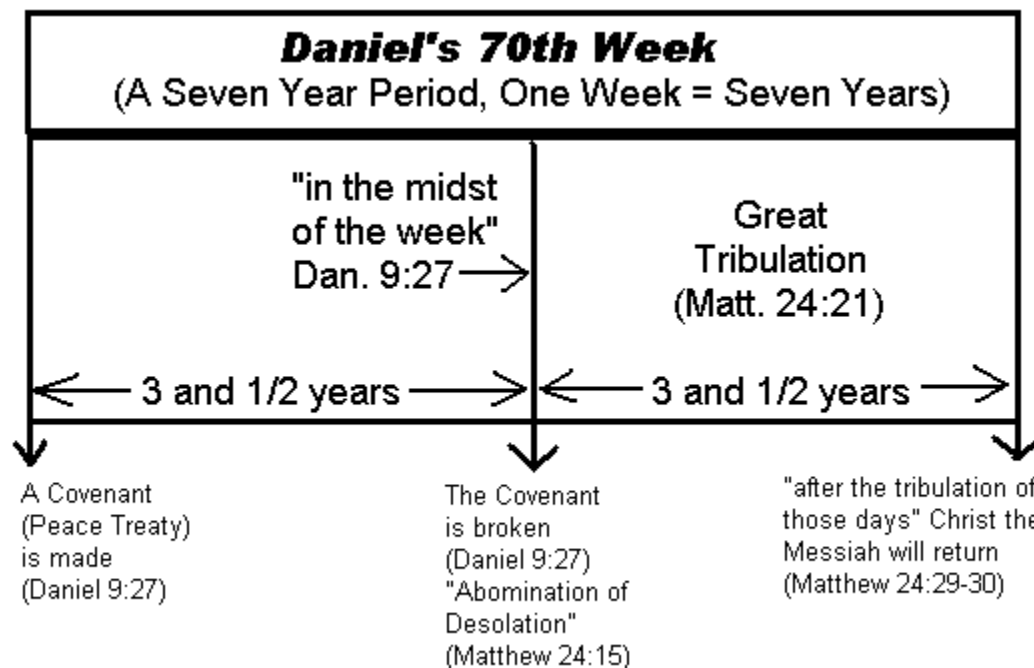 Daniel's 70th Week
(A Seven Year Period, One Week = Seven Years)
"in the midst
of the week"
Dan. 9:27
Great
Tribulation
(Matt. 24:21)
3 and 1/2 years
3 and 1/2 years
A Covenant
(Peace Treaty)
is made
(Daniel 9:27)
The Covenant
is broken
(Daniel 9:27)
"Abomination of
Desolation"
(Matthew 24:15)
"after the tribulation of
those days" Christ the
Messiah will return
(Matthew 24:29-30)